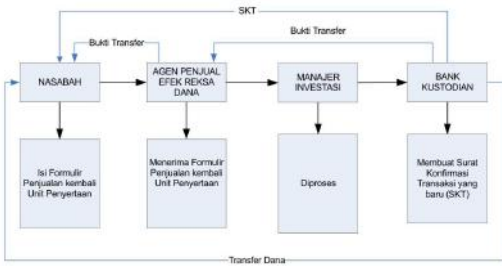 SKT
Bukti Transfer
Bukti Transfer
NASABAH
AGEN PENJUAL
EFEK REKSA
DANA
MANAJER
INVESTASI
BANK
KUSTODIAN
Isi Formulir
Penjualan kembali
Unit Penyertaan
Menerima Formulir
Penjualan kembali
Unit Penyertaan
Diproses
Membuat Surat
Konfirmasi
Transaksi yang
baru (SKT)
Transfer Dana